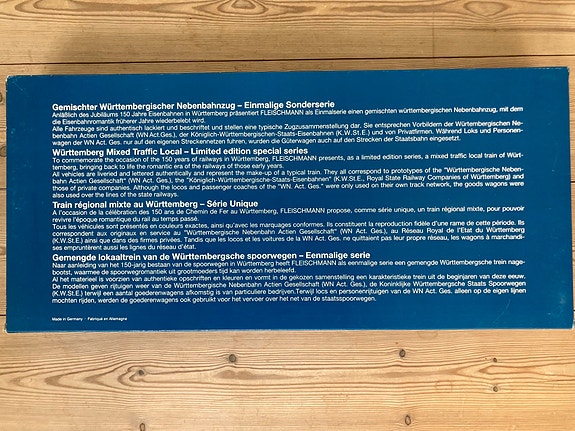 Gemischter Württembergischer Nebenbahnzug – Einmalige Sonderserie
Anläßlich des Jubiläums 150 Jahre Eisenbahnen in Württemberg präsentiert FLEISCHMANN als Einmalserie einen gemischten württembergischen Nebenbahnzug, mit dem
die Eisenbahnromantik früherer Jahre wiederbelebt wird.
Alle Fahrzeuge sind authentisch lackiert und beschriftet und stellen eine typische Zugzusammenstellung dar. Sie entsprechen Vorbildern der Württembergischen Ne-
benbahn Actien Gesellschaft (WN Act.Ges.), der Königlich-Württembergischen-Staats-Eisenbahnen (K.W.St.E.) und von Privatfirmen. Während Loks und Personen-
wagen der WN Act. Ges. nur auf den eigenen Streckennetzen fuhren, wurden die Güterwagen auch auf den Strecken der Staatsbahn eingesetzt.
Württemberg Mixed Traffic Local – Limited edition special series
To commemorate the occasion of the 150 years of railways in Württemberg, FLEISCHMANN presents, as a limited edition series, a mixed traffic local train of Würt-
temberg, bringing back to life the romantic era of the railways of those early years.
All vehicles are liveried and lettered authentically and represent the make-up of a typical train. They all correspond to prototypes of the "Württembergische Neben-
bahn Actien Gesellschaft" (WN. Act.Ges.), the "Königlich-Württembergisch-Staats-Eisenbahnen" (K.W.St.E., Royal State Railway Companies of Württemberg) and
those of private companies. Although the locos and passenger coaches of the "WN. Act. Ges." were only used on their own track network, the goods wagons were
also used over the lines of the state railways.
Train régional mixte au Württemberg – Série Unique
A l'occasion de la célébration des 150 ans de Chemin de Fer au Württemberg, FLEISCHMANN propose, comme série unique, un train régional mixte, pour pouvoir
revivre l'époque romantique du rail au temps passé.
Tous les véhicules sont présentés en couleurs exactes, ainsi qu'avec les marques conformes. Ils constituent la reproduction fidèle d'une rame de cette période. Ils
correspondent aux originaux en service au "Württembergische Nebenbahn Actien Gesellschaft" (WN. Act.Ges.), au Réseau Royal de l'Etat du Württemberg
(K.W.St.E.) ainsi que dans des firmes privées. Tandis que les locos et les voitures de la WN Act. Ges. ne quittaient pas leur propre réseau, les wagons à marchandi-
ses empruntèrent aussi les lignes du réseau d'état.
Gemengde lokaaltrein van de Württembergsche spoorwegen – Eenmalige serie
Naar aanleiding van het 150-jarig bestaan van de spoorwegen in Württemberg heeft FLEISCHMANN als eenmalige serie een gemengde Württembergsche trein nage-
bootst, waarmee de spoorwegromantik uit grootmoeders tijd kan worden herbeleefd.
Al het materieel is voorzien van authentieke opschriften en kleuren en vormt in de gekozen samenstelling een karakteristieke trein uit de beginjaren van deze eeuw.
De modellen geven rijtuigen weer van de Württembergische Nebenbahn Actien Gesellschaft (WN Act. Ges.), de Koninklijke Württembergsche Staats Spoorwegen
(K.W.St.E.) terwijl een aantal goederenwagens afkomstig is van particuliere bedrijven.Terwijl locs en personenrijtuigen van de WN Act. Ges. alleen op de eigen lijnen
mochten rijden, werden de goederenwagens ook gebruikt voor het vervoer over het net van de staatsspoorwegen.
Made in Germany / Fabriqué en Allemagne